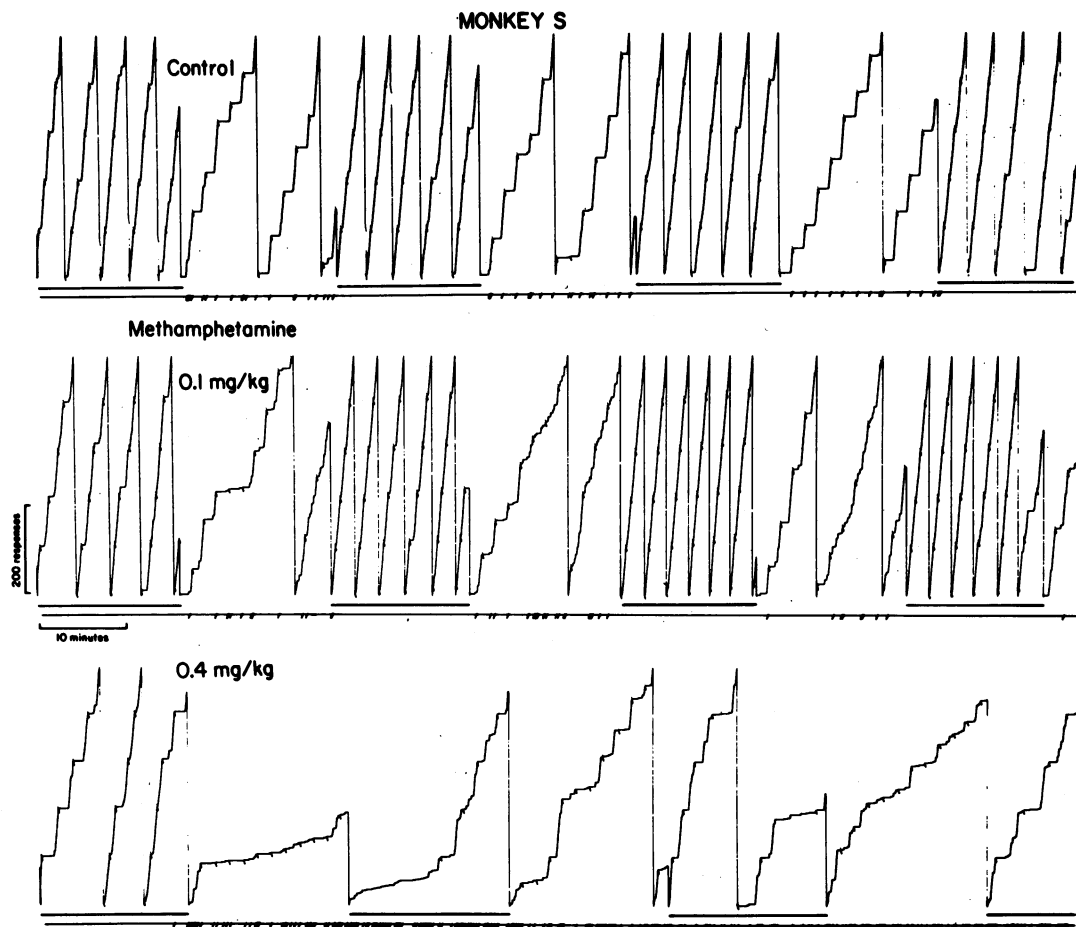 MONKEY S
Control
Methamphetamine
0.1 mg/kg
200 responses
10 minutes
0.4 mg/kg